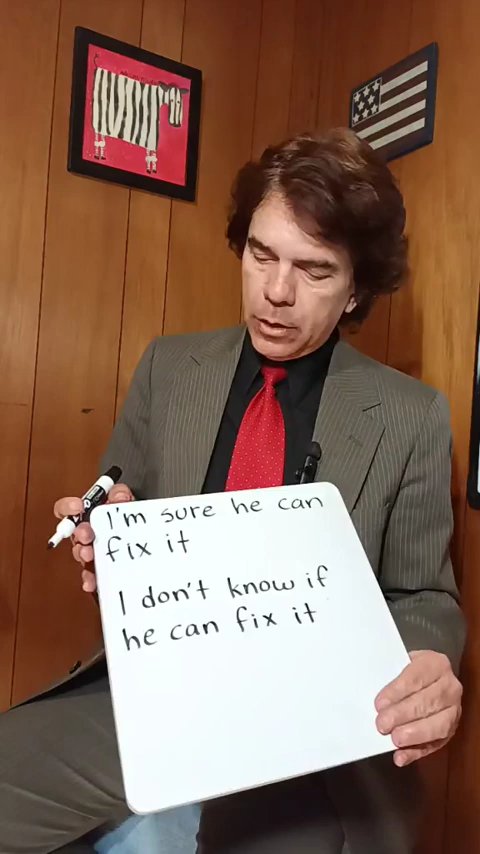 I'm sure he can
fix it
I don't know if
he can fix it